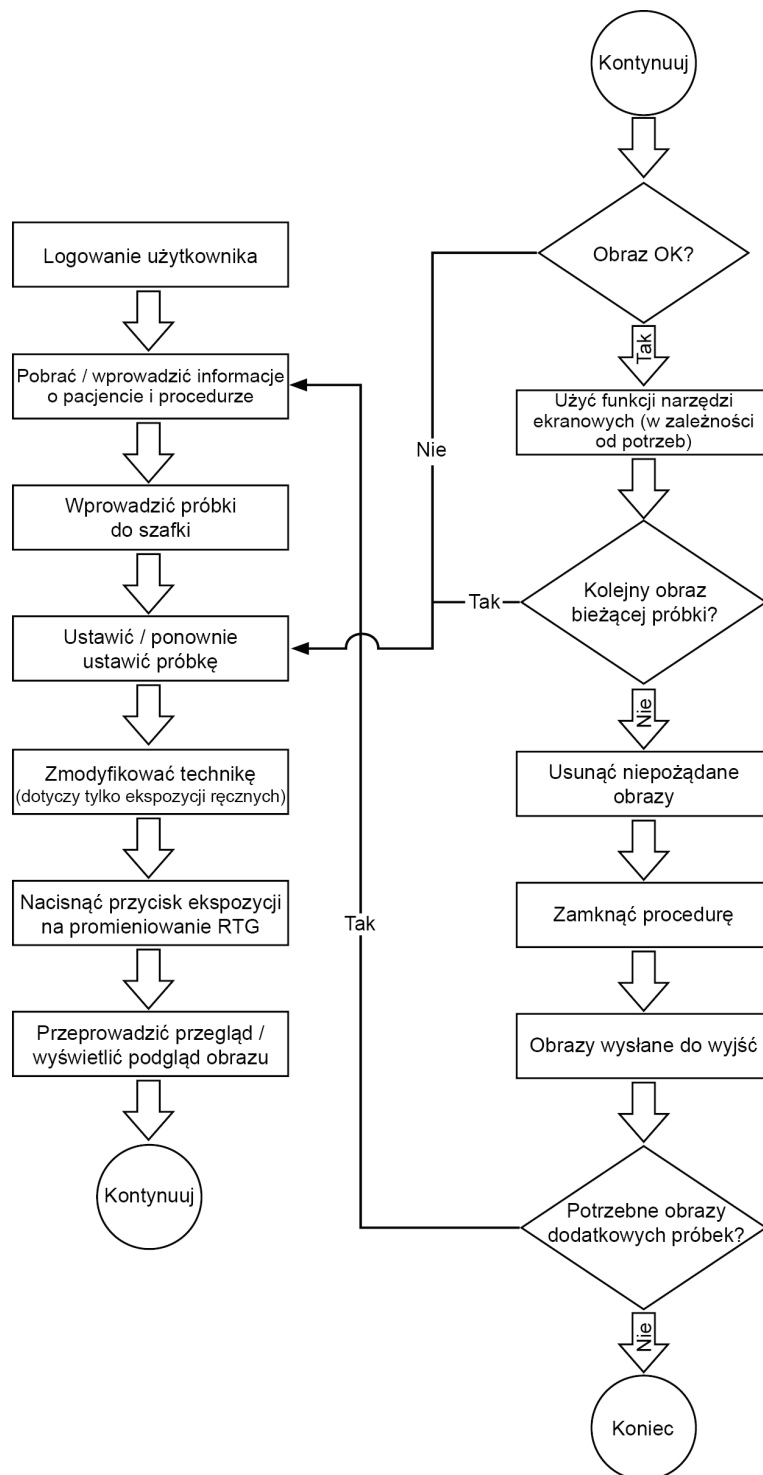 Logowanie użytkownika
Pobrać / wprowadzić informacje
o pacjencie i procedurze
Wprowadzić próbki
do szafki
Ustawić / ponownie
ustawić próbkę
Zmodyfikować technikę
(dotyczy tylko ekspozycji ręcznych)
Nacisnąć przycisk ekspozycji
na promieniowanie RTG
Przeprowadzić przegląd /
wyświetlić podgląd obrazu
Kontynuuj
Kontynuuj
Obraz OK?
Nie
Tak
Użyć funkcji narzędzi
ekranowych (w zależności
od potrzeb)
Kolejny obraz
bieżącej próbki?
Tak
Nie
Usunąć niepożądane
obrazy
Zamknąć procedurę
Obrazy wysłane do wyjść
Potrzebne obrazy
dodatkowych próbek?
Tak
Nie
Koniec